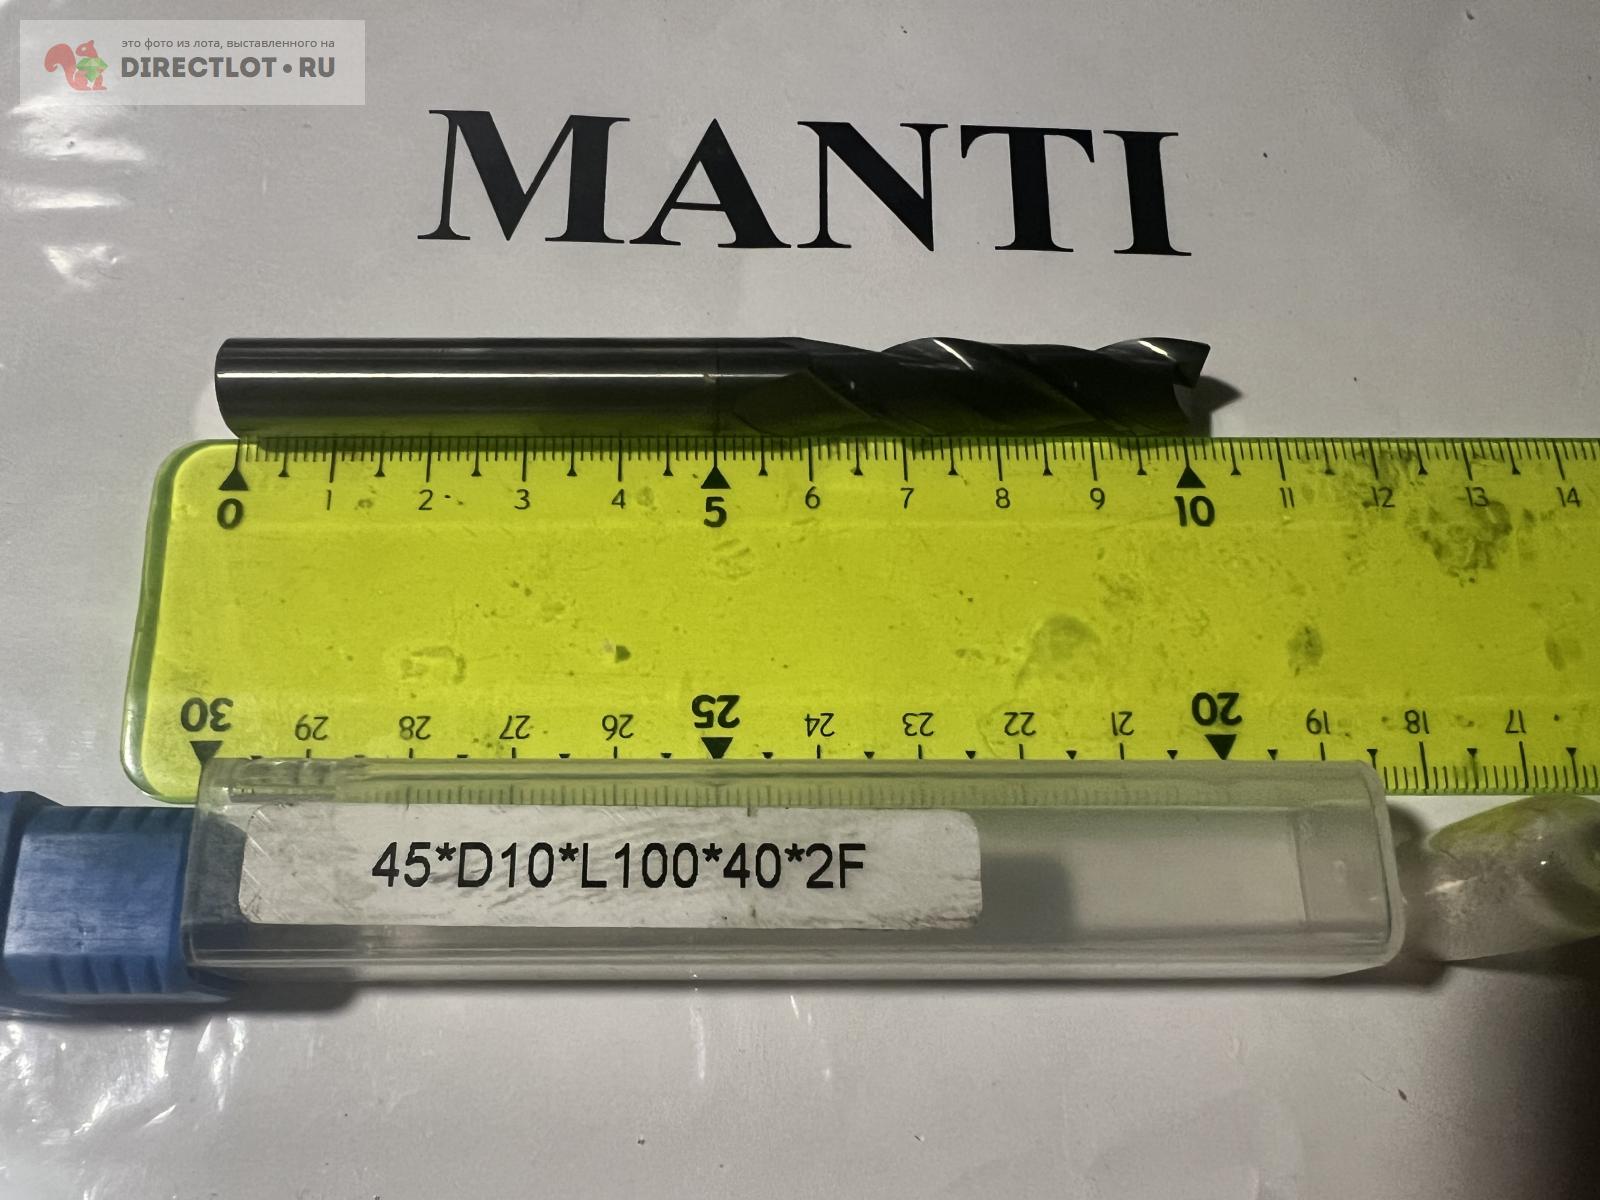 это фото из лота, выставленного на
DIRECTLOT•RU
MANTI
0 1 2 3 4 5 6 7 8 9 10 11 12 13 14
30 29 28 27 26 25 24 23 22 21 20 19 18 17
45*D10*L100*40*2F